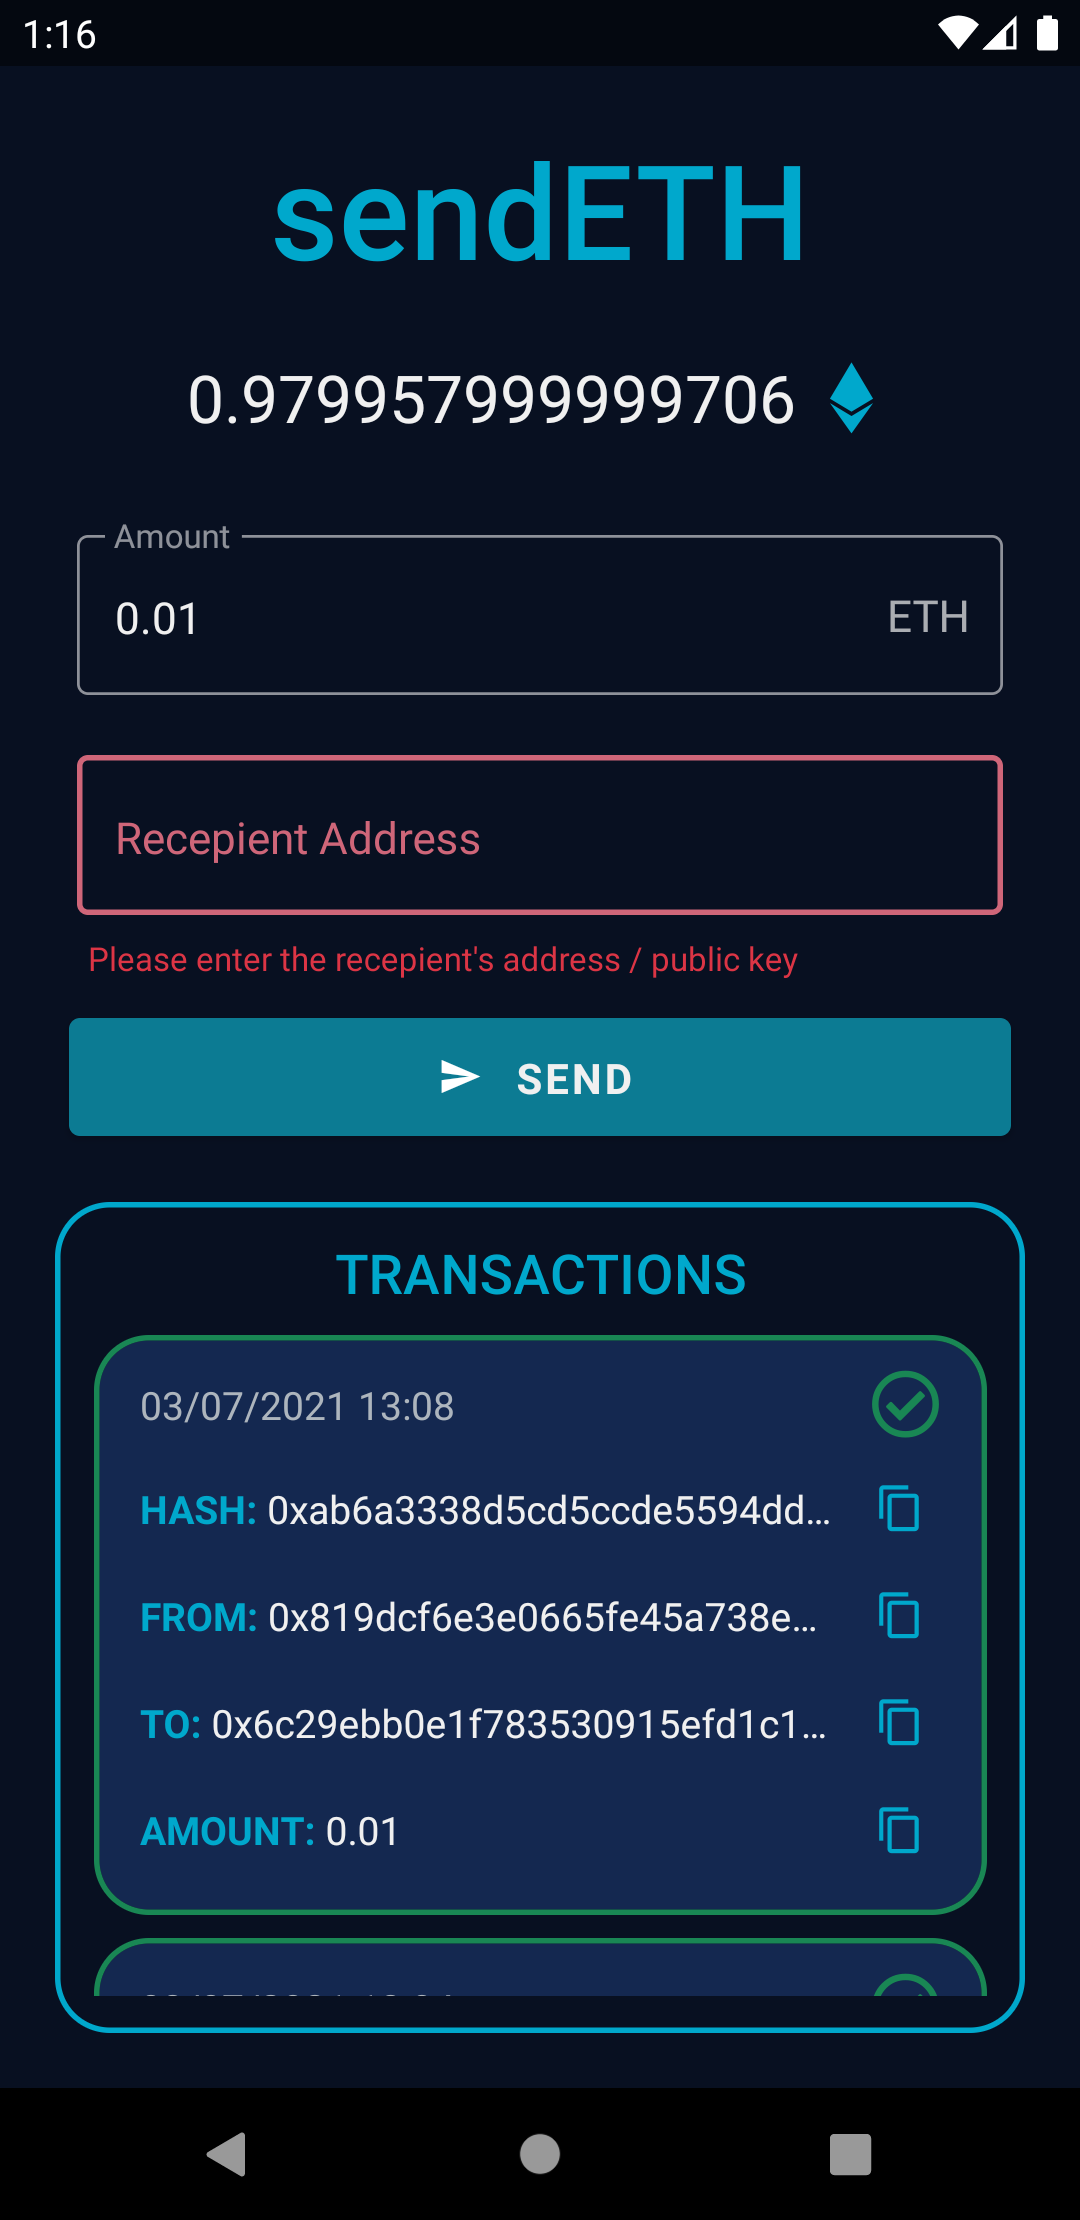 1:16
sendETH
0.979957999999706
Amount
0.01 ETH
Recepient Address
Please enter the recepient's address / public key
SEND
TRANSACTIONS
03/07/2021 13:08
HASH: 0xab6a3338d5cd5ccde5594dd...
FROM: 0x819dcf6e3e0665fe45a738e...
TO: 0x6c29ebb0e1f783530915efd1c1...
AMOUNT: 0.01